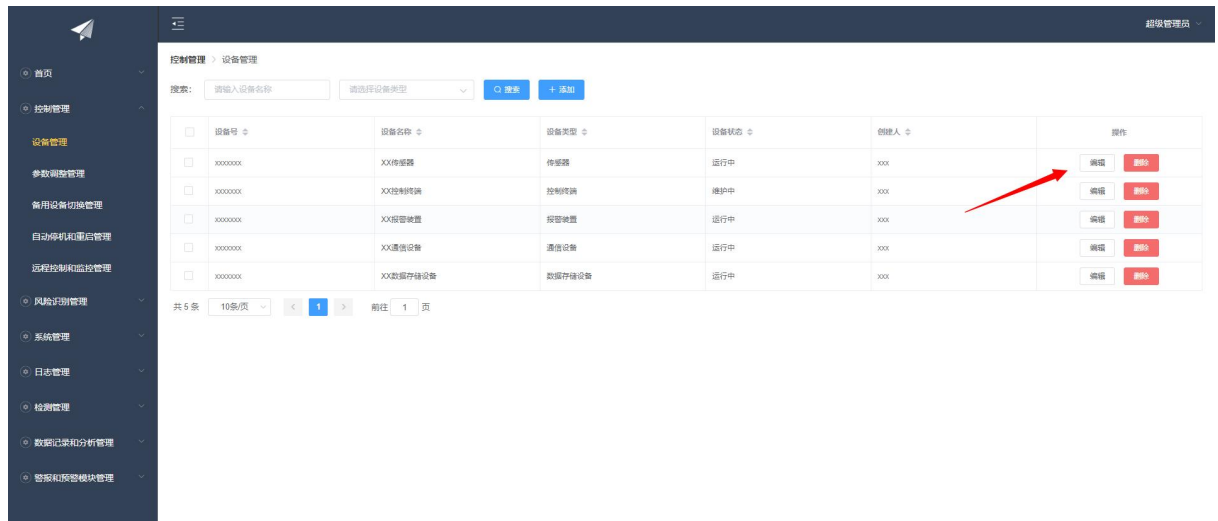 超级管理员
首页
控制管理
设备管理
参数调整管理
备用设备切换管理
自动停机和重启管理
远程控制和监控管理
风险识别管理
系统管理
日志管理
检测管理
数据记录和分析管理
警报和预警模块管理
控制管理 > 设备管理
搜索： 请输入设备名称 请选择设备类型 搜索 + 添加
设备号 设备名称 设备类型 设备状态 创建人 操作
xxxxxxx XX传感器 传感器 运行中 xxx 编辑 删除
xxxxxxx XX控制终端 控制终端 维护中 xxx 编辑 删除
xxxxxxx XX报警装置 报警装置 运行中 xxx 编辑 删除
xxxxxxx XX通信设备 通信设备 运行中 xxx 编辑 删除
xxxxxxx XX数据存储设备 数据存储设备 运行中 xxx 编辑 删除
共 5 条 10条/页 < 1 > 前往 1 页